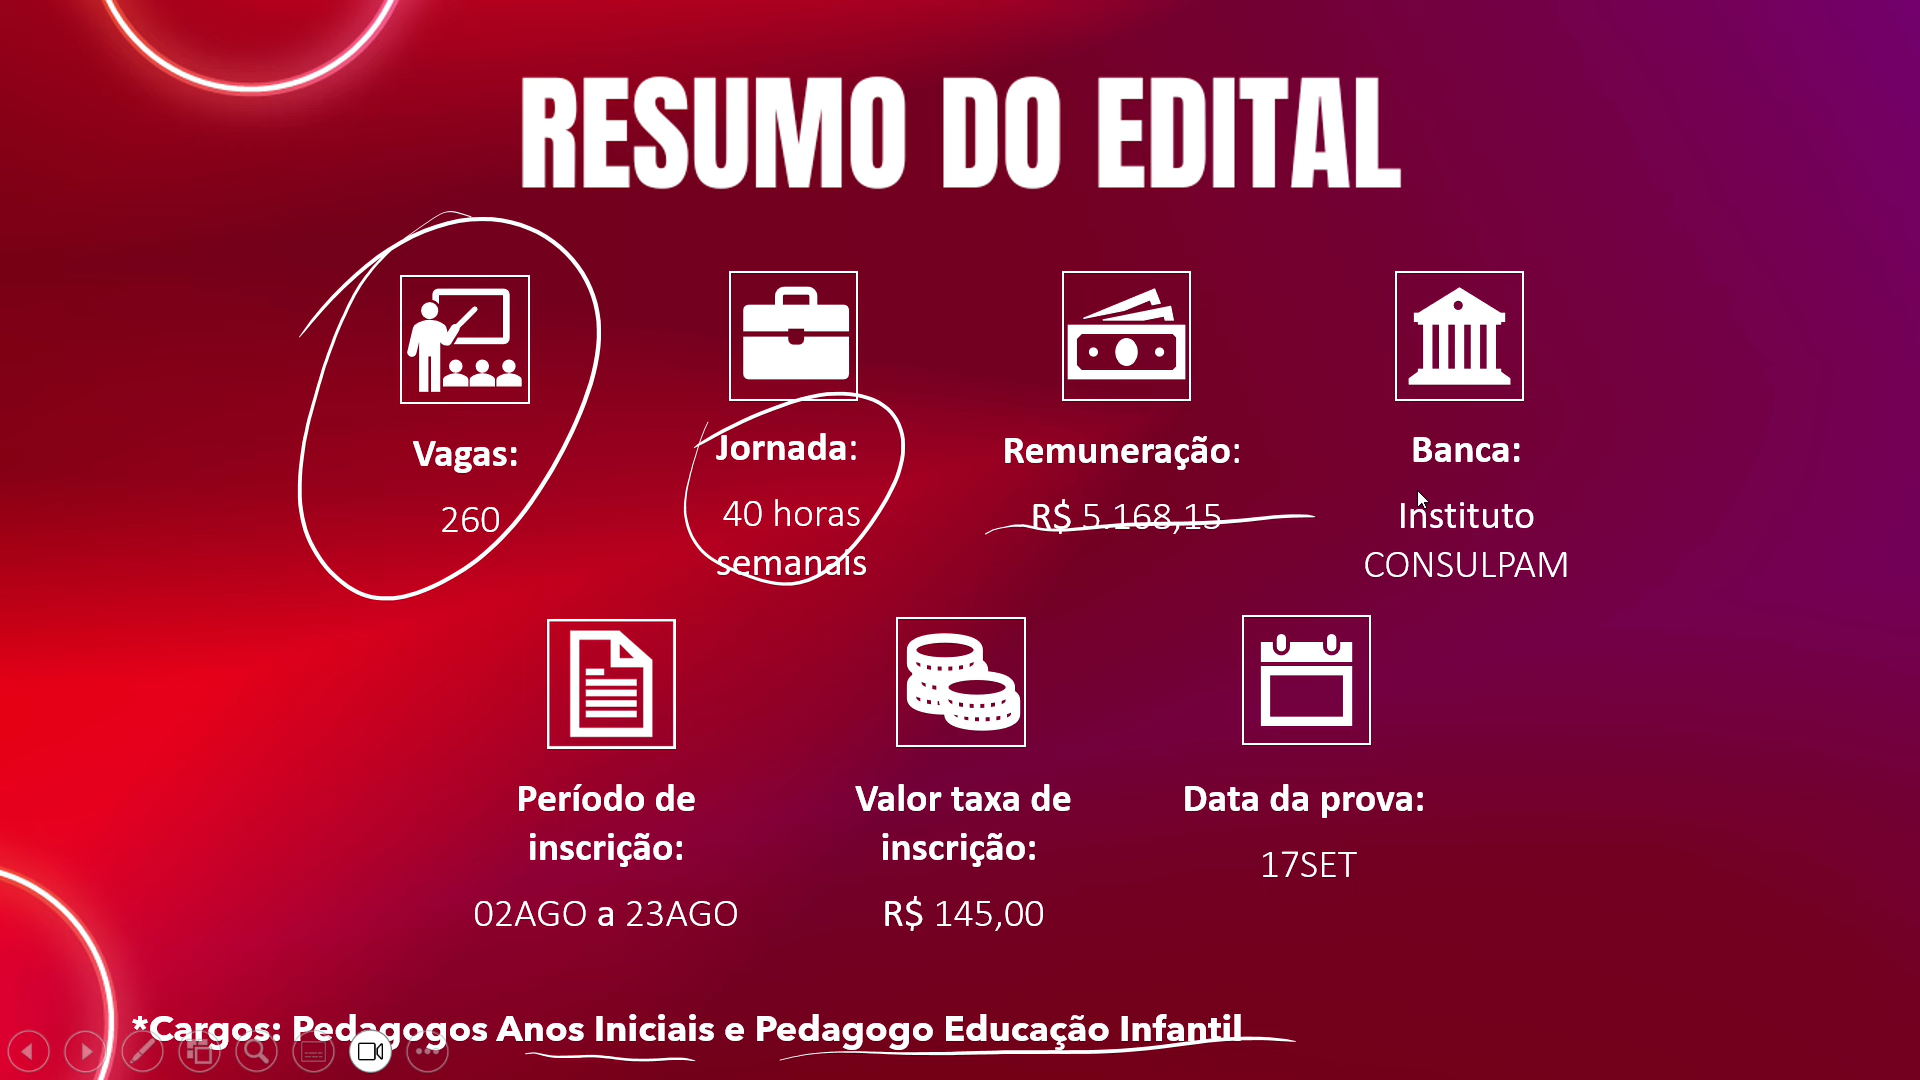 RESUMO DO EDITAL
Vagas:
260
Jornada:
40 horas
semanais
Remuneração:
R$ 5.168,15
Banca:
Instituto
CONSULPAM
Período de
inscrição:
02AGO a 23AGO
Valor taxa de
inscrição:
R$ 145,00
Data da prova:
17SET
*Cargos: Pedagogos Anos Iniciais e Pedagogo Educação Infantil